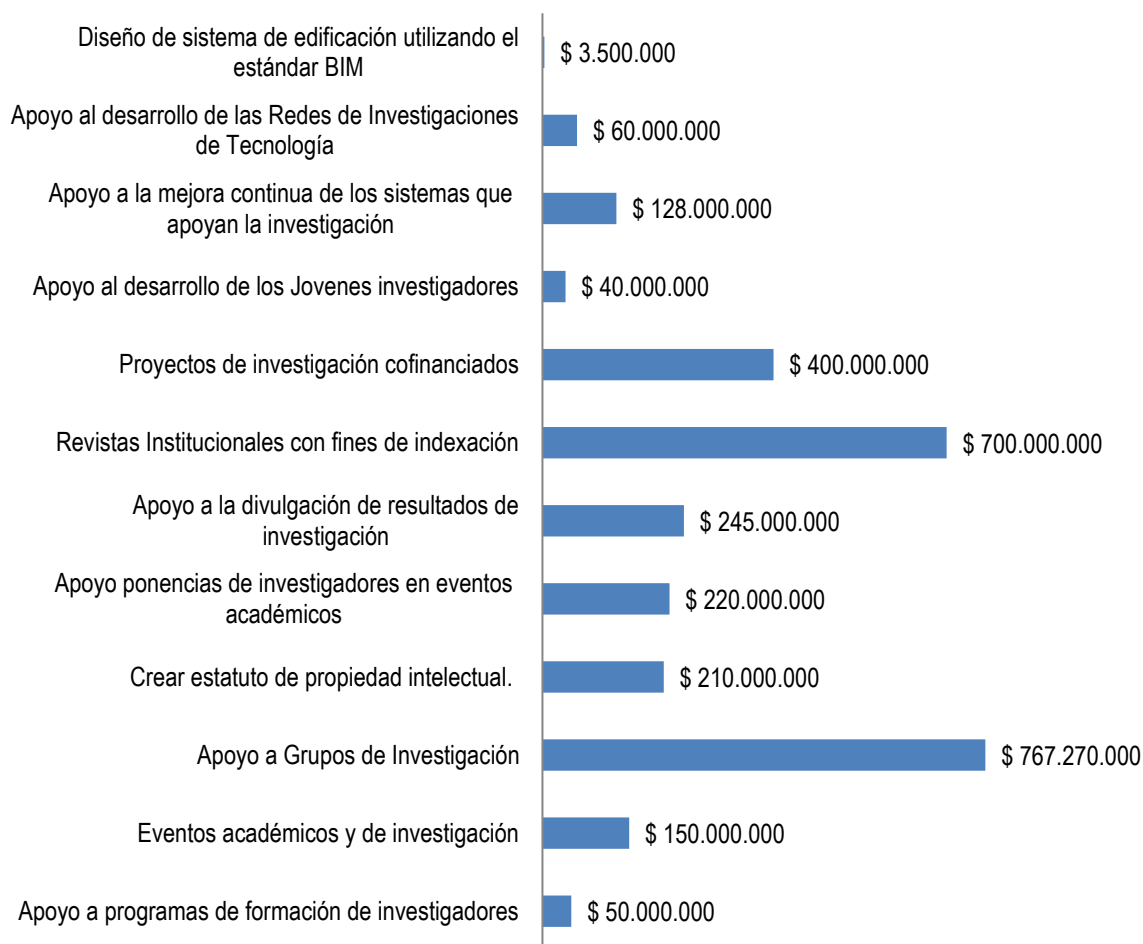 Diseño de sistema de edificación utilizando el
estándar BIM
$ 3.500.000
Apoyo al desarrollo de las Redes de Investigaciones
de Tecnología
$ 60.000.000
Apoyo a la mejora continua de los sistemas que
apoyan la investigación
$ 128.000.000
Apoyo al desarrollo de los Jovenes investigadores
$ 40.000.000
Proyectos de investigación cofinanciados
$ 400.000.000
Revistas Institucionales con fines de indexación
$ 700.000.000
Apoyo a la divulgación de resultados de
investigación
$ 245.000.000
Apoyo ponencias de investigadores en eventos
académicos
$ 220.000.000
Crear estatuto de propiedad intelectual.
$ 210.000.000
Apoyo a Grupos de Investigación
$ 767.270.000
Eventos académicos y de investigación
$ 150.000.000
Apoyo a programas de formación de investigadores
$ 50.000.000